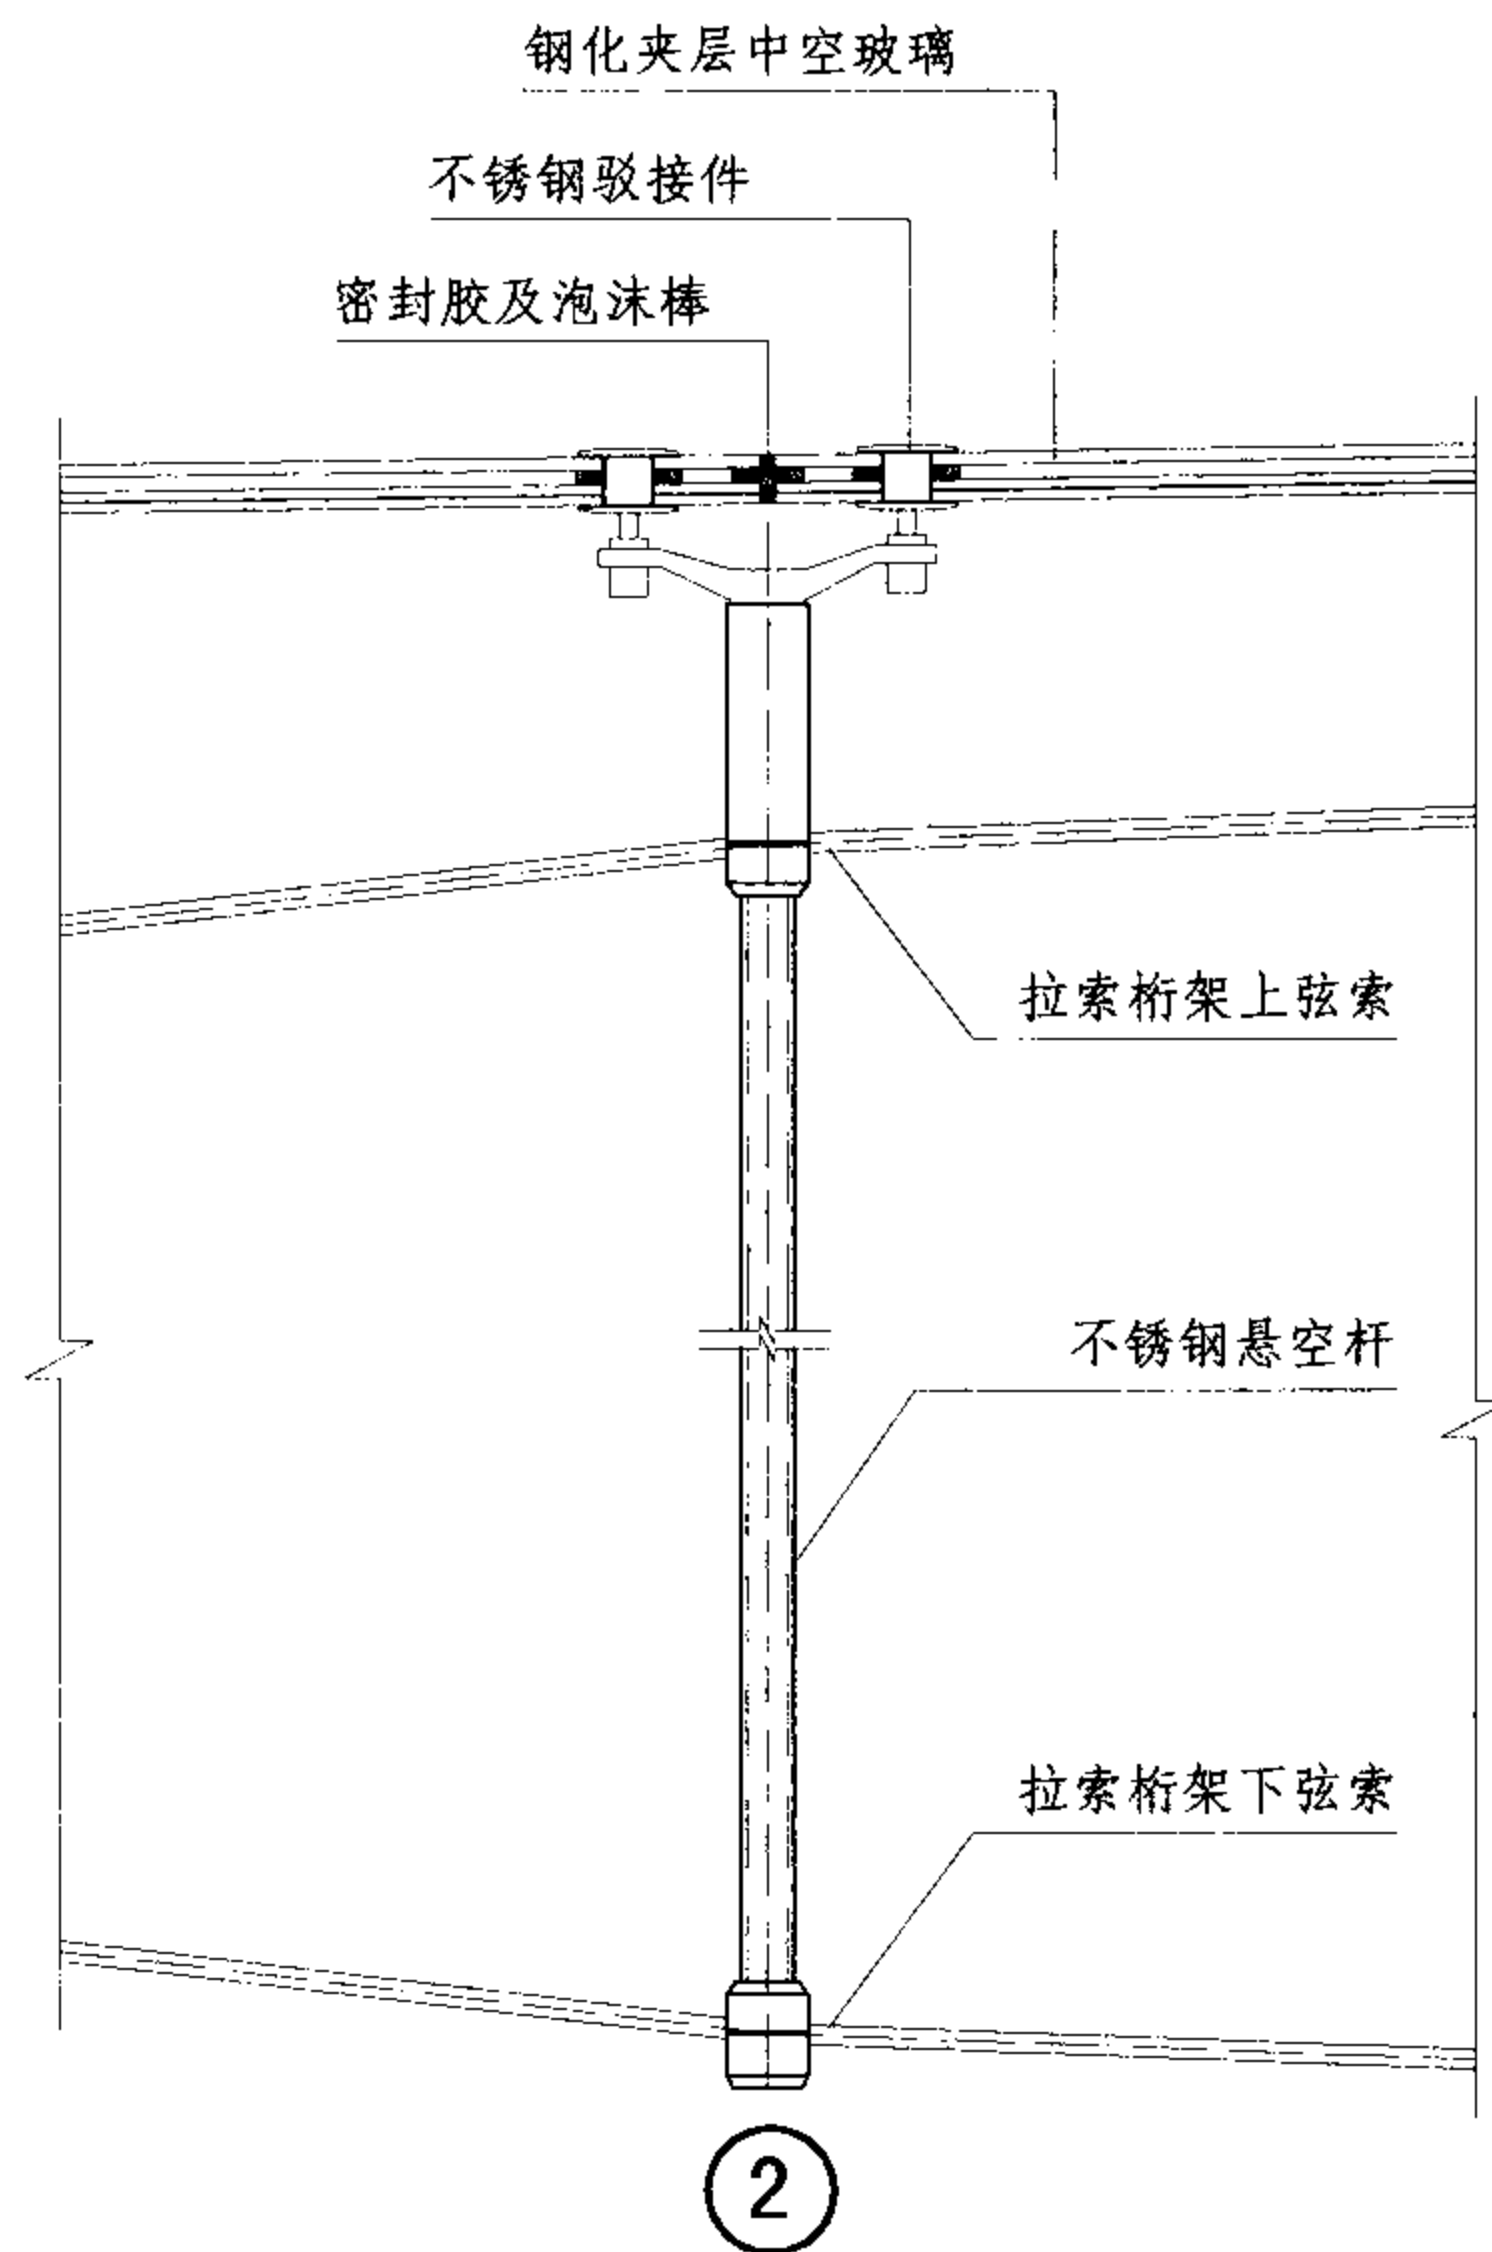 钢化夹层中空玻璃
不锈钢驳接件
密封胶及泡沫棒
拉索桁架上弦索
不锈钢悬空杆
拉索桁架下弦索
2